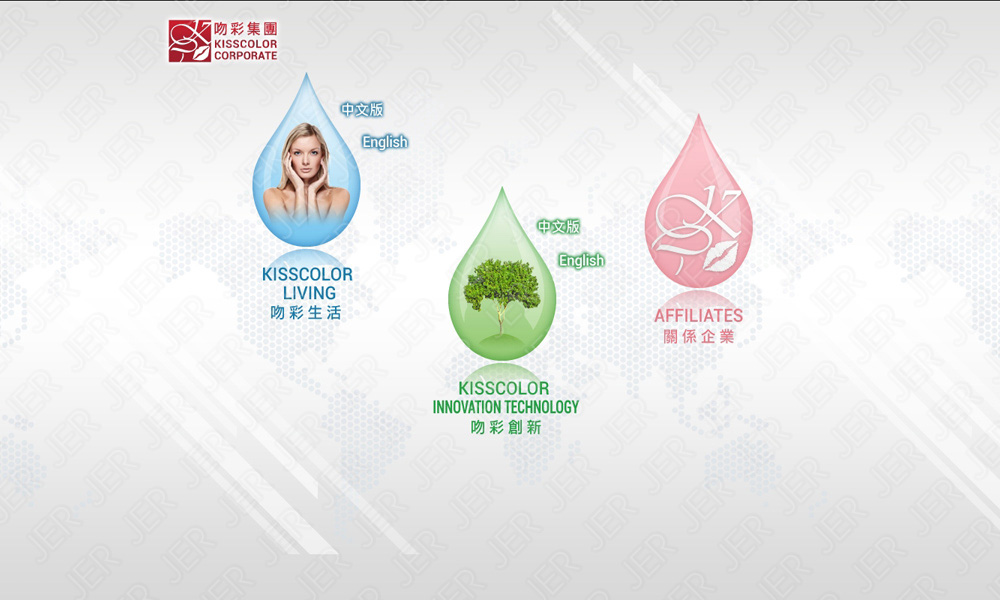 吻彩集團
KISSCOLOR
CORPORATE
中文版
English
KISSCOLOR
LIVING
吻彩生活
中文版
English
KISSCOLOR
INNOVATION TECHNOLOGY
吻彩創新
AFFILIATES
關係企業
JER